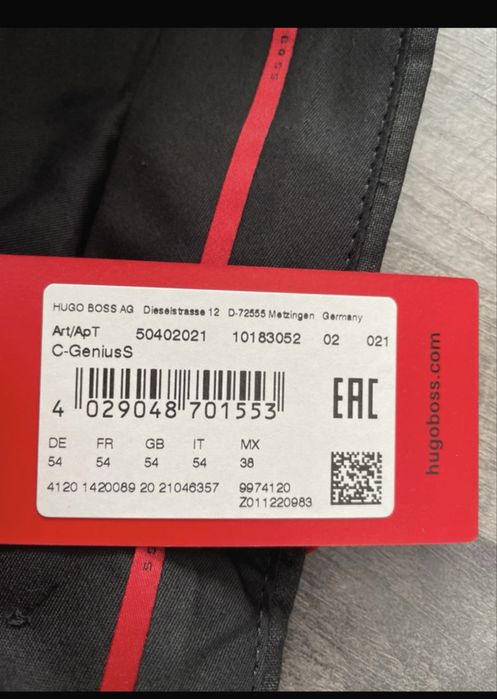 BOSS
HUGO BOSS AG Dieselstrasse 12 D-72555 Metzingen Germany
Art/ApT 50402021 10183052 02 021
C-GeniusS
4 029048 701553
EAC
DE FR GB IT MX
54 54 54 54 38
4120 1420089 20 21046357 9974120
Z011220983
hugoboss.com